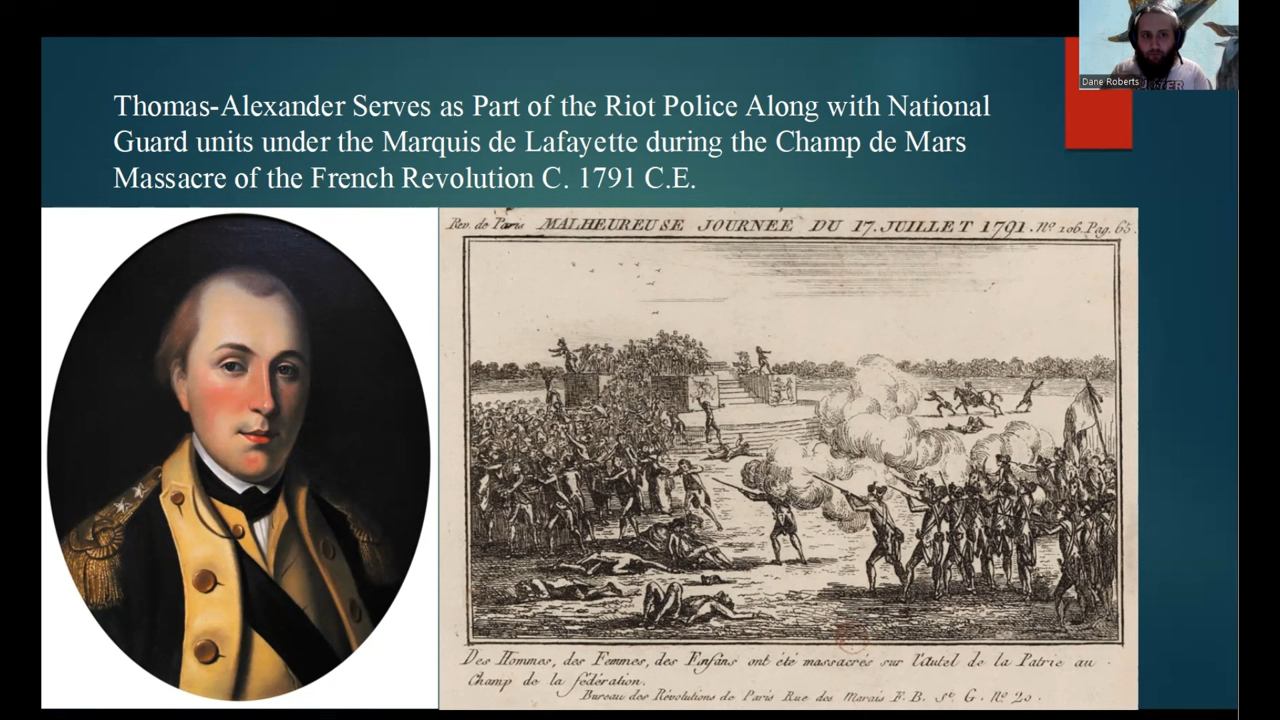 Thomas-Alexander Serves as Part of the Riot Police Along with National
Guard units under the Marquis de Lafayette during the Champ de Mars
Massacre of the French Revolution C. 1791 C.E.
Dane Roberts
Rev. de Paris MALHEUREUSE JOURNEE DU 17. JUILLET 1791. Nº 106. Pag. 65.
Des Hommes, des Femmes, des Enfans ont été massacrés sur l'Autel de la Patrie au
Champ de la fédération.
Bureau des Révolutions de Paris Rue des Marais F. B. St G. Nº 20.